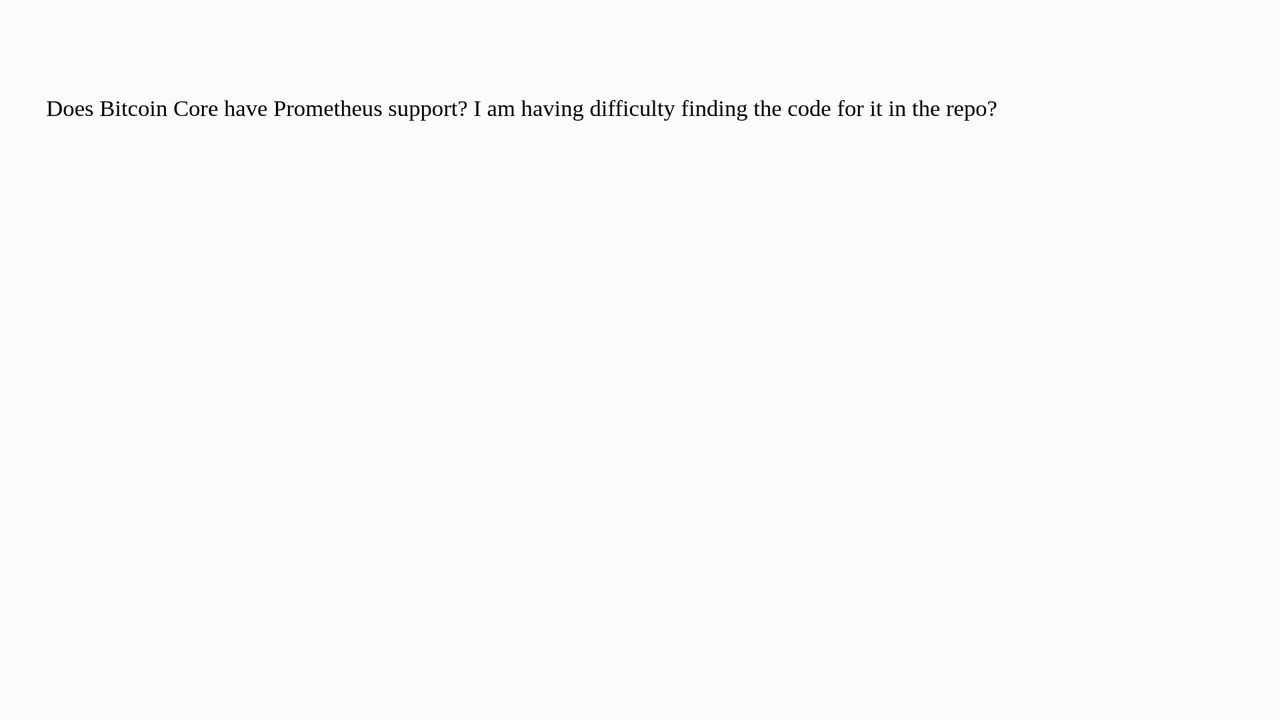 Does Bitcoin Core have Prometheus support? I am having difficulty finding the code for it in the repo?